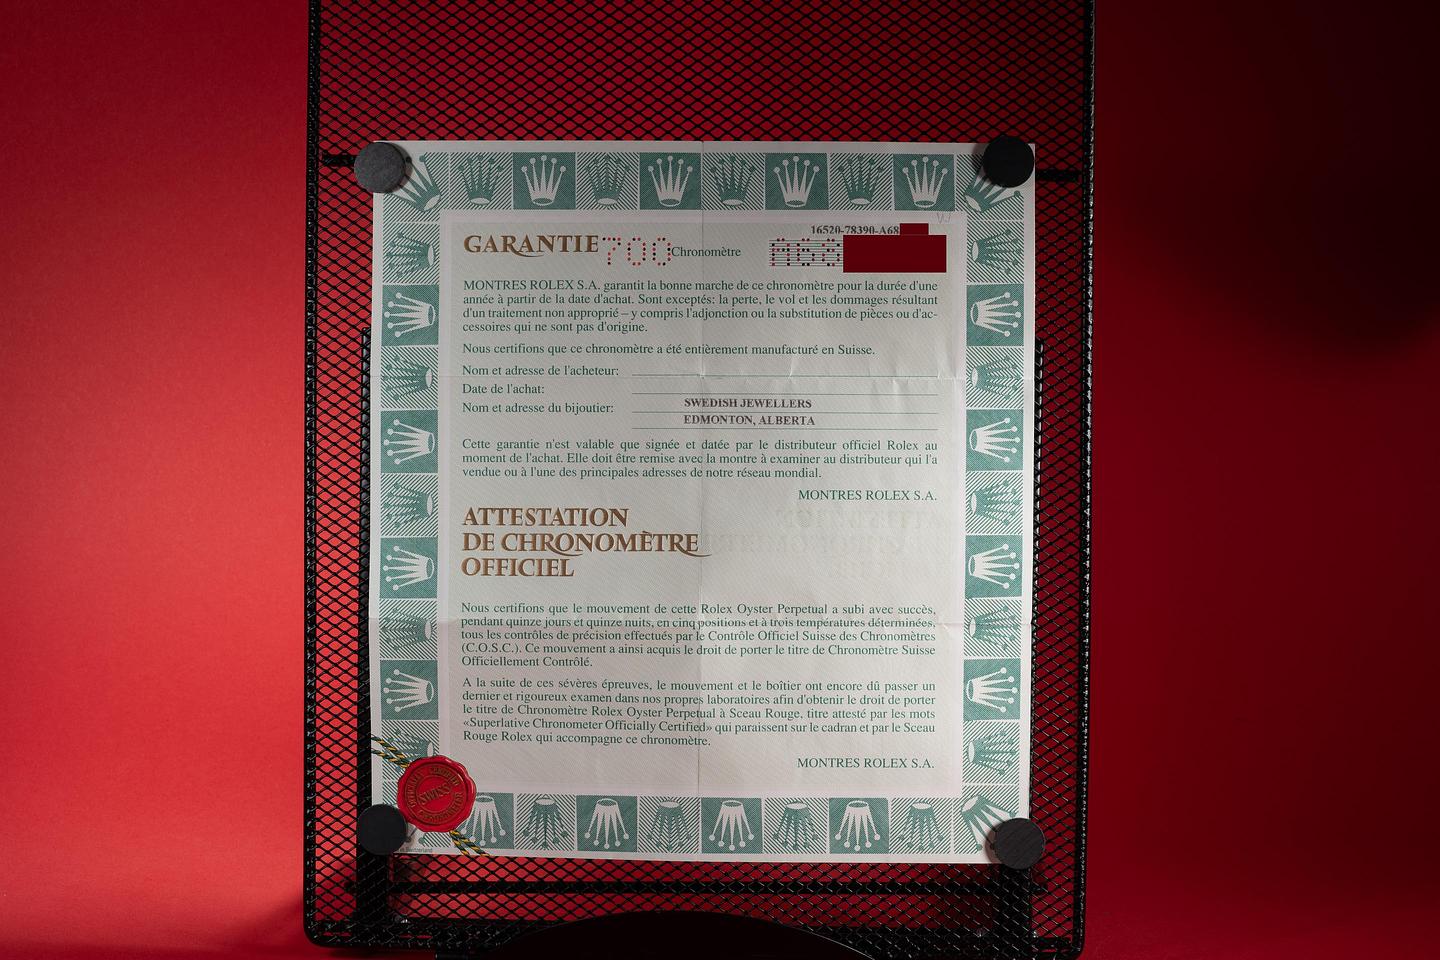 16520-78390-A68
GARANTIE 700 Chronomètre A68
MONTRES ROLEX S.A. garantit la bonne marche de ce chronomètre pour la durée d'une
année à partir de la date d'achat. Sont exceptés: la perte, le vol et les dommages résultant
d'un traitement non approprié – y compris l'adjonction ou la substitution de pièces ou d'ac-
cessoires qui ne sont pas d'origine.
Nous certifions que ce chronomètre a été entièrement manufacturé en Suisse.
Nom et adresse de l'acheteur:
Date de l'achat:
SWEDISH JEWELLERS
Nom et adresse du bijoutier:
EDMONTON, ALBERTA
Cette garantie n'est valable que signée et datée par le distributeur officiel Rolex au
moment de l'achat. Elle doit être remise avec la montre à examiner au distributeur qui l'a
vendue ou à l'une des principales adresses de notre réseau mondial.
MONTRES ROLEX S.A.
ATTESTATION
DE CHRONOMÈTRE
OFFICIEL
Nous certifions que le mouvement de cette Rolex Oyster Perpetual a subi avec succès,
pendant quinze jours et quinze nuits, en cinq positions et à trois températures déterminées,
tous les contrôles de précision effectués par le Contrôle Officiel Suisse des Chronomètres
(C.O.S.C.). Ce mouvement a ainsi acquis le droit de porter le titre de Chronomètre Suisse
Officiellement Contrôlé.
A la suite de ces sévères épreuves, le mouvement et le boîtier ont encore dû passer un
dernier et rigoureux examen dans nos propres laboratoires afin d'obtenir le droit de porter
le titre de Chronomètre Rolex Oyster Perpetual à Sceau Rouge, titre attesté par les mots
«Superlative Chronometer Officially Certified» qui paraissent sur le cadran et par le Sceau
Rouge Rolex qui accompagne ce chronomètre.
MONTRES ROLEX S.A.
SWISS